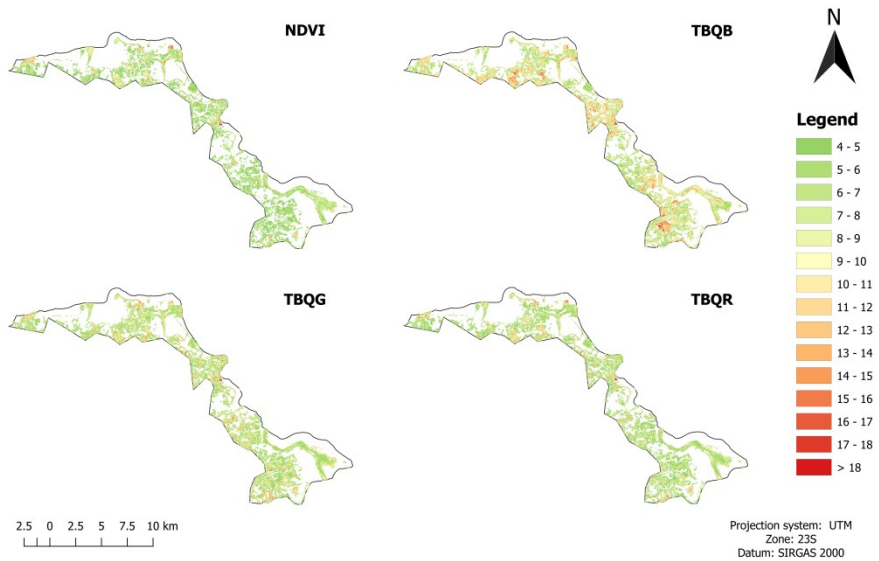 NDVI
TBQB
N
Legend
4 - 5
5 - 6
6 - 7
7 - 8
8 - 9
9 - 10
10 - 11
11 - 12
12 - 13
13 - 14
14 - 15
15 - 16
16 - 17
17 - 18
> 18
TBQG
TBQR
2.5 0 2.5 5 7.5 10 km
Projection system: UTM
Zone: 23S
Datum: SIRGAS 2000